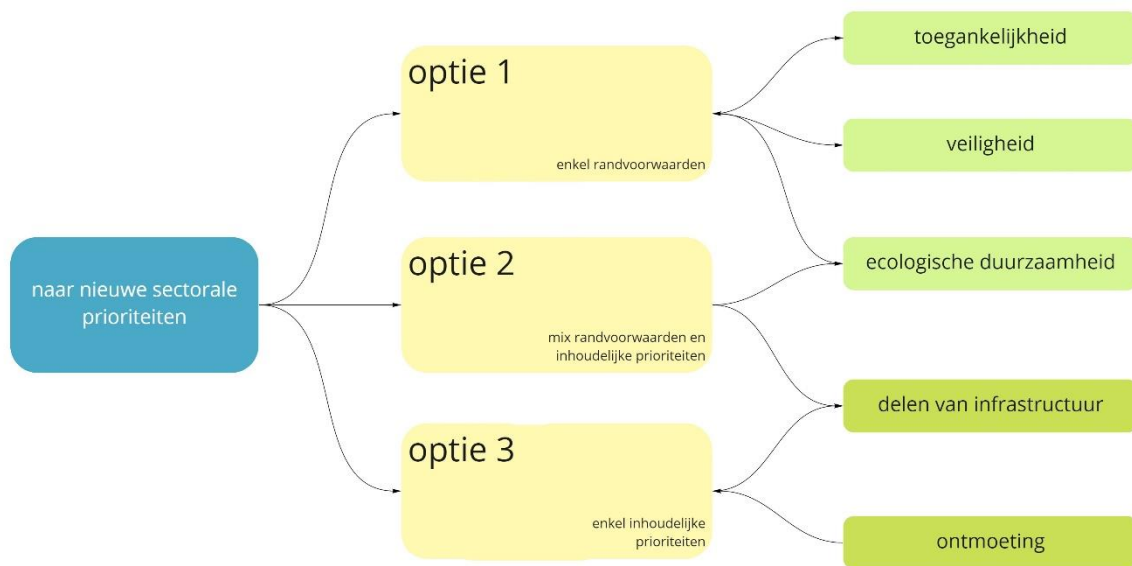 naar nieuwe sectorale
prioriteiten
optie 1
enkel randvoorwaarden
optie 2
mix randvoorwaarden en
inhoudelijke prioriteiten
optie 3
enkel inhoudelijke
prioriteiten
toegankelijkheid
veiligheid
ecologische duurzaamheid
delen van infrastructuur
ontmoeting